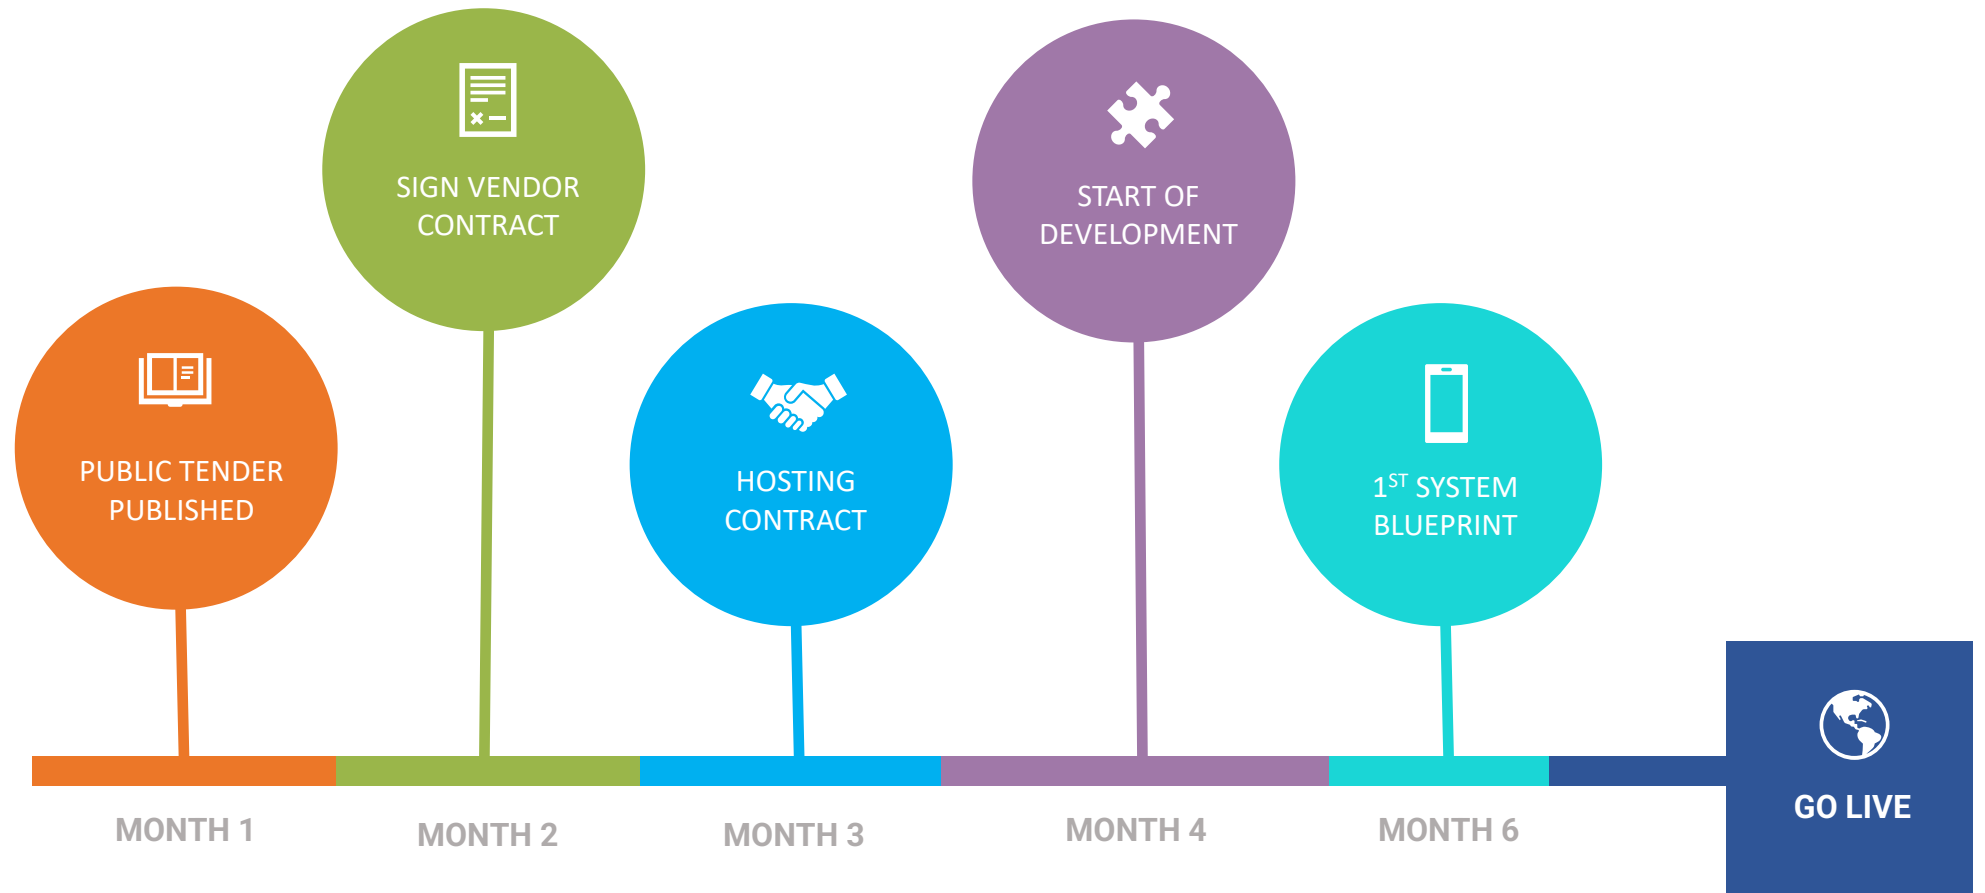 SIGN VENDOR
CONTRACT
START OF
DEVELOPMENT
PUBLIC TENDER
PUBLISHED
HOSTING
CONTRACT
1ST SYSTEM
BLUEPRINT
MONTH 1
MONTH 2
MONTH 3
MONTH 4
MONTH 6
GO LIVE